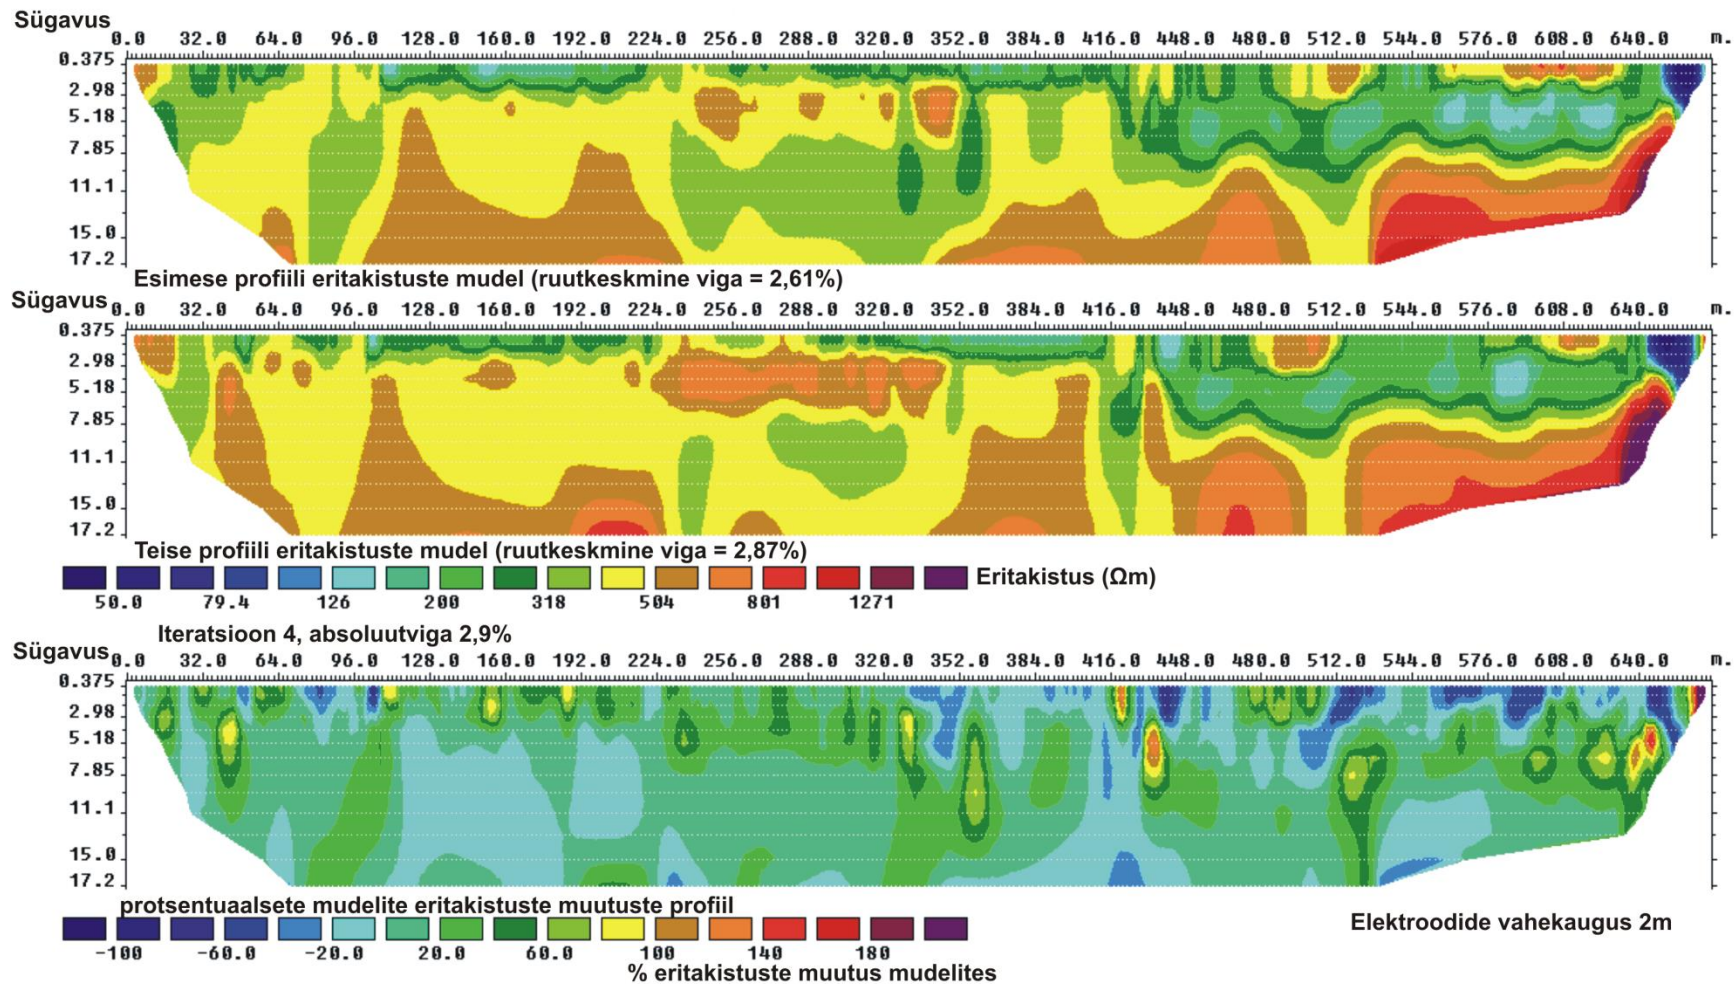 Sügavus
0.0 32.0 64.0 96.0 128.0 160.0 192.0 224.0 256.0 288.0 320.0 352.0 384.0 416.0 448.0 480.0 512.0 544.0 576.0 608.0 640.0 m.
0.375
2.98
5.18
7.85
11.1
15.0
17.2
Esimese profiili eritakistuste mudel (ruutkeskmine viga = 2,61%)
Sügavus
0.0 32.0 64.0 96.0 128.0 160.0 192.0 224.0 256.0 288.0 320.0 352.0 384.0 416.0 448.0 480.0 512.0 544.0 576.0 608.0 640.0 m.
0.375
2.98
5.18
7.85
11.1
15.0
17.2
Teise profiili eritakistuste mudel (ruutkeskmine viga = 2,87%)
Eritakistus (Ωm)
50.0 79.4 126 200 318 504 801 1271
Iteratsioon 4, absoluutviga 2,9%
Sügavus
0.0 32.0 64.0 96.0 128.0 160.0 192.0 224.0 256.0 288.0 320.0 352.0 384.0 416.0 448.0 480.0 512.0 544.0 576.0 608.0 640.0 m.
0.375
2.98
5.18
7.85
11.1
15.0
17.2
protsentuaalsete mudelite eritakistuste muutuste profiil
Elektroodide vahekaugus 2m
-100 -60.0 -20.0 20.0 60.0 100 140 180
% eritakistuste muutus mudelites